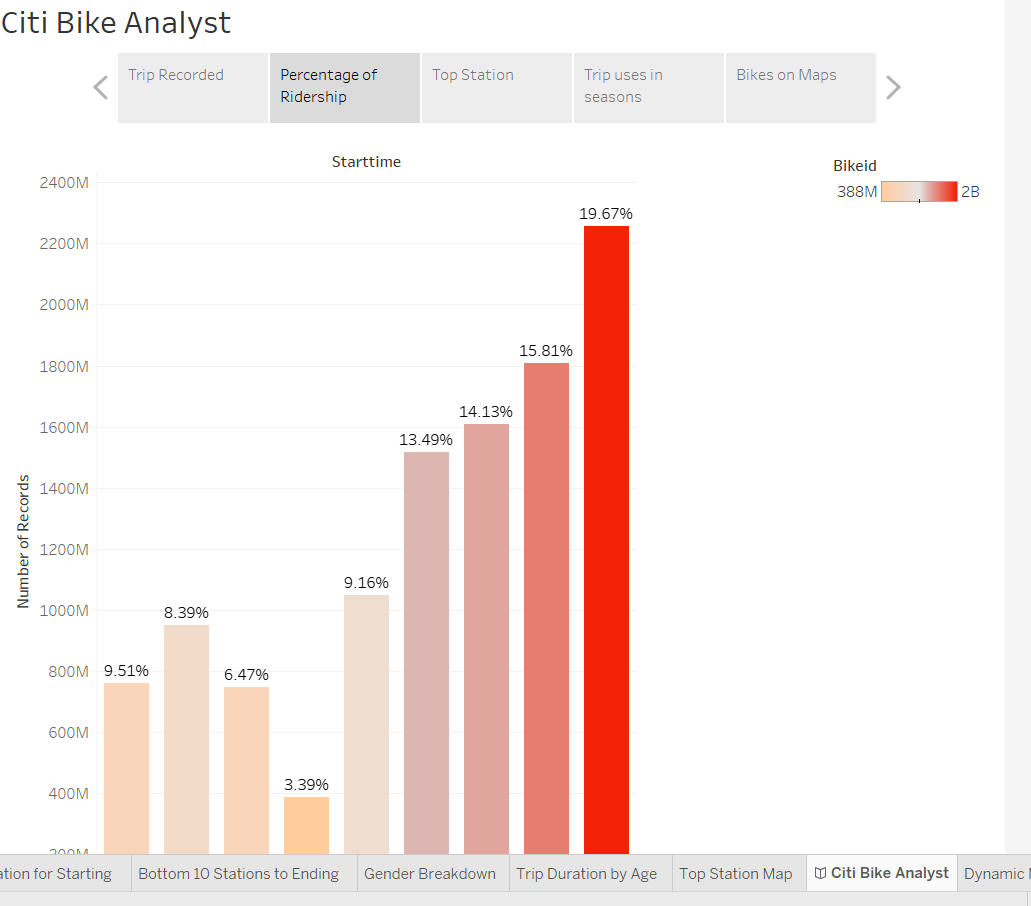 Citi Bike Analyst
Trip Recorded
Percentage of
Ridership
Top Station
Trip uses in
seasons
Bikes on Maps
Starttime
Bikeid
388M
2B
2400M
2200M
2000M
1800M
1600M
1400M
1200M
1000M
800M
600M
400M
Number of Records
9.51%
8.39%
6.47%
3.39%
9.16%
13.49%
14.13%
15.81%
19.67%
for Starting
Bottom 10 Stations to Ending
Gender Breakdown
Trip Duration by Age
Top Station Map
Citi Bike Analyst
Dynamic